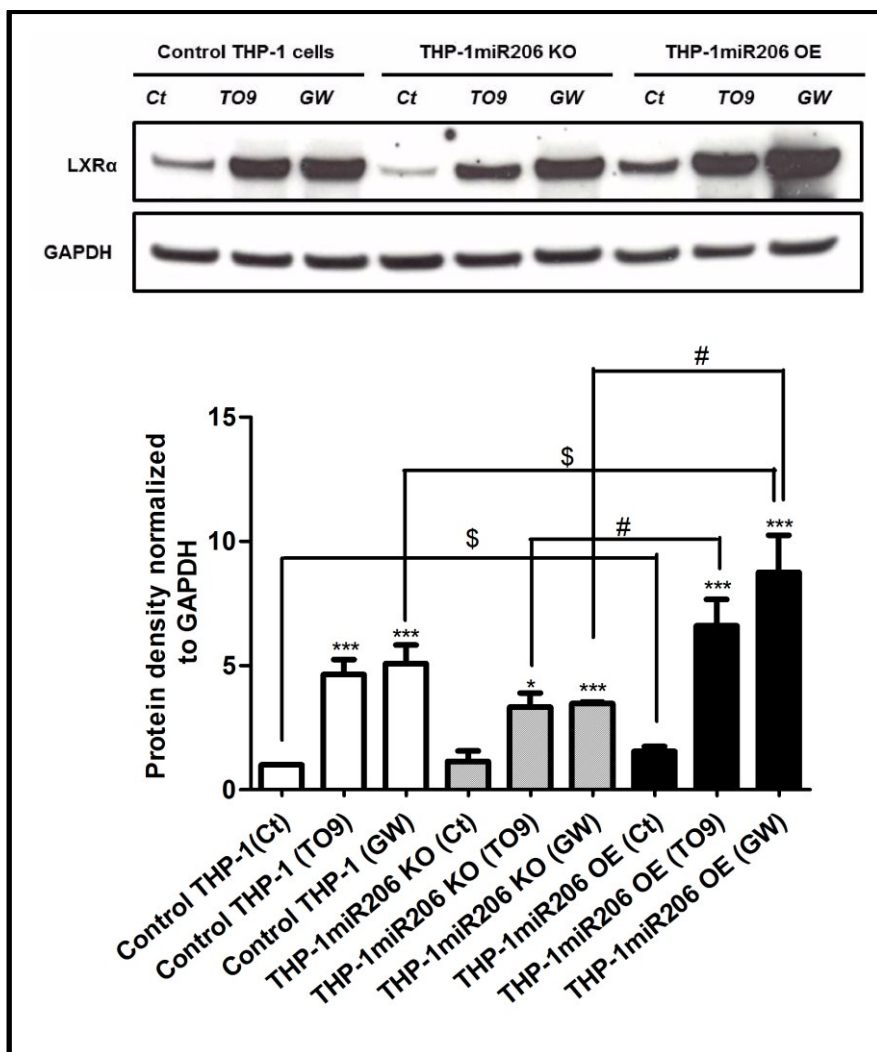 Control THP-1 cells THP-1miR206 KO THP-1miR206 OE
Ct TO9 GW Ct TO9 GW Ct TO9 GW
LXRα
GAPDH
#
15
$
10
***
$
#
***
***
***
5
*
***
0
Protein density normalized
to GAPDH
Control THP-1(Ct)
Control THP-1 (TO9)
Control THP-1 (GW)
THP-1miR206 KO (Ct)
THP-1miR206 KO (TO9)
THP-1miR206 KO (GW)
THP-1miR206 OE (Ct)
THP-1miR206 OE (TO9)
THP-1miR206 OE (GW)